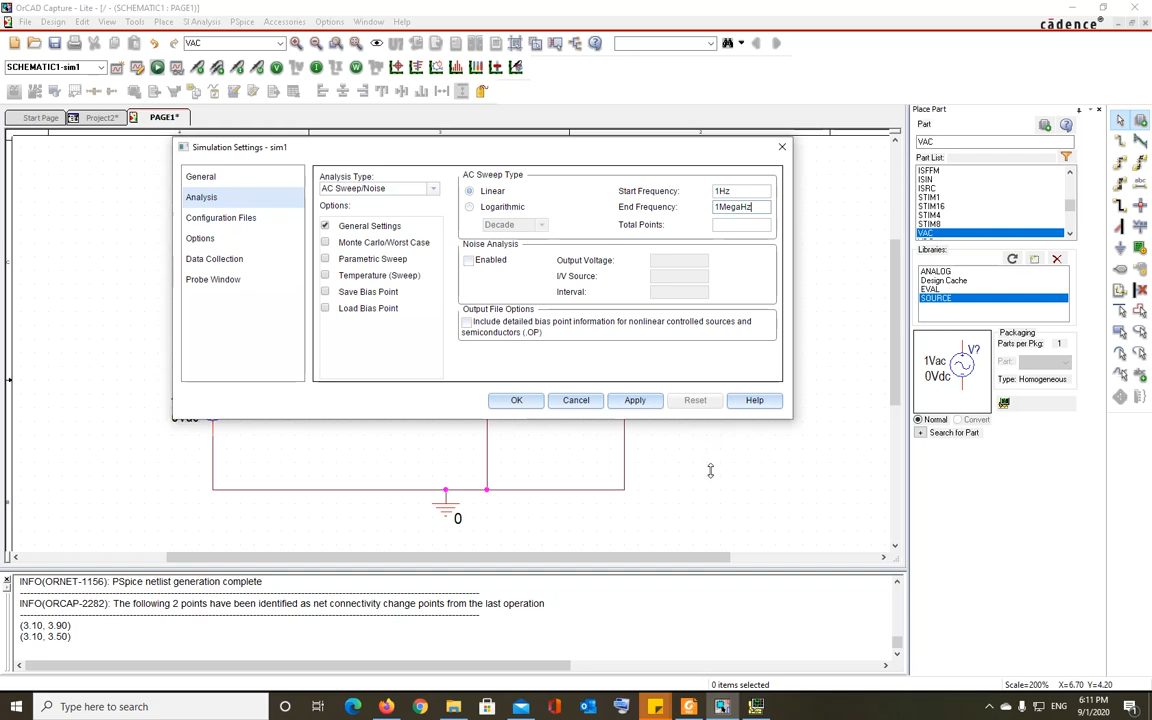 OrCAD Capture - Lite - [/ - (SCHEMATIC1 : PAGE1)*]
File Design Edit View Tools Place SI Analysis PSpice Accessories Options Window Help
cādence®
VAC
SCHEMATIC1-sim1
Start Page Project2* PAGE1*
Simulation Settings - sim1
General
Analysis
Configuration Files
Options
Data Collection
Probe Window
Analysis Type:
AC Sweep/Noise
Options:
General Settings
Monte Carlo/Worst Case
Parametric Sweep
Temperature (Sweep)
Save Bias Point
Load Bias Point
AC Sweep Type
Linear
Logarithmic
Decade
Start Frequency: 1Hz
End Frequency: 1MegaHz
Total Points:
Noise Analysis
Enabled
Output Voltage:
I/V Source:
Interval:
Output File Options
Include detailed bias point information for nonlinear controlled sources and
semiconductors (.OP)
OK Cancel Apply Reset Help
0
Place Part
Part
VAC
Part List:
ISFFM
ISIN
ISRC
STIM1
STIM16
STIM4
STIM8
VAC
Libraries:
ANALOG
Design Cache
EVAL
SOURCE
V?
1Vac
0Vdc
Packaging
Parts per Pkg: 1
Part:
Type: Homogeneous
Normal Convert
Search for Part
INFO(ORNET-1156): PSpice netlist generation complete
INFO(ORCAP-2282): The following 2 points have been identified as net connectivity change points from the last operation
(3.10, 3.90)
(3.10, 3.50)
0 items selected
Scale=200% X=6.70 Y=4.20
Type here to search
ENG
6:11 PM
9/1/2020